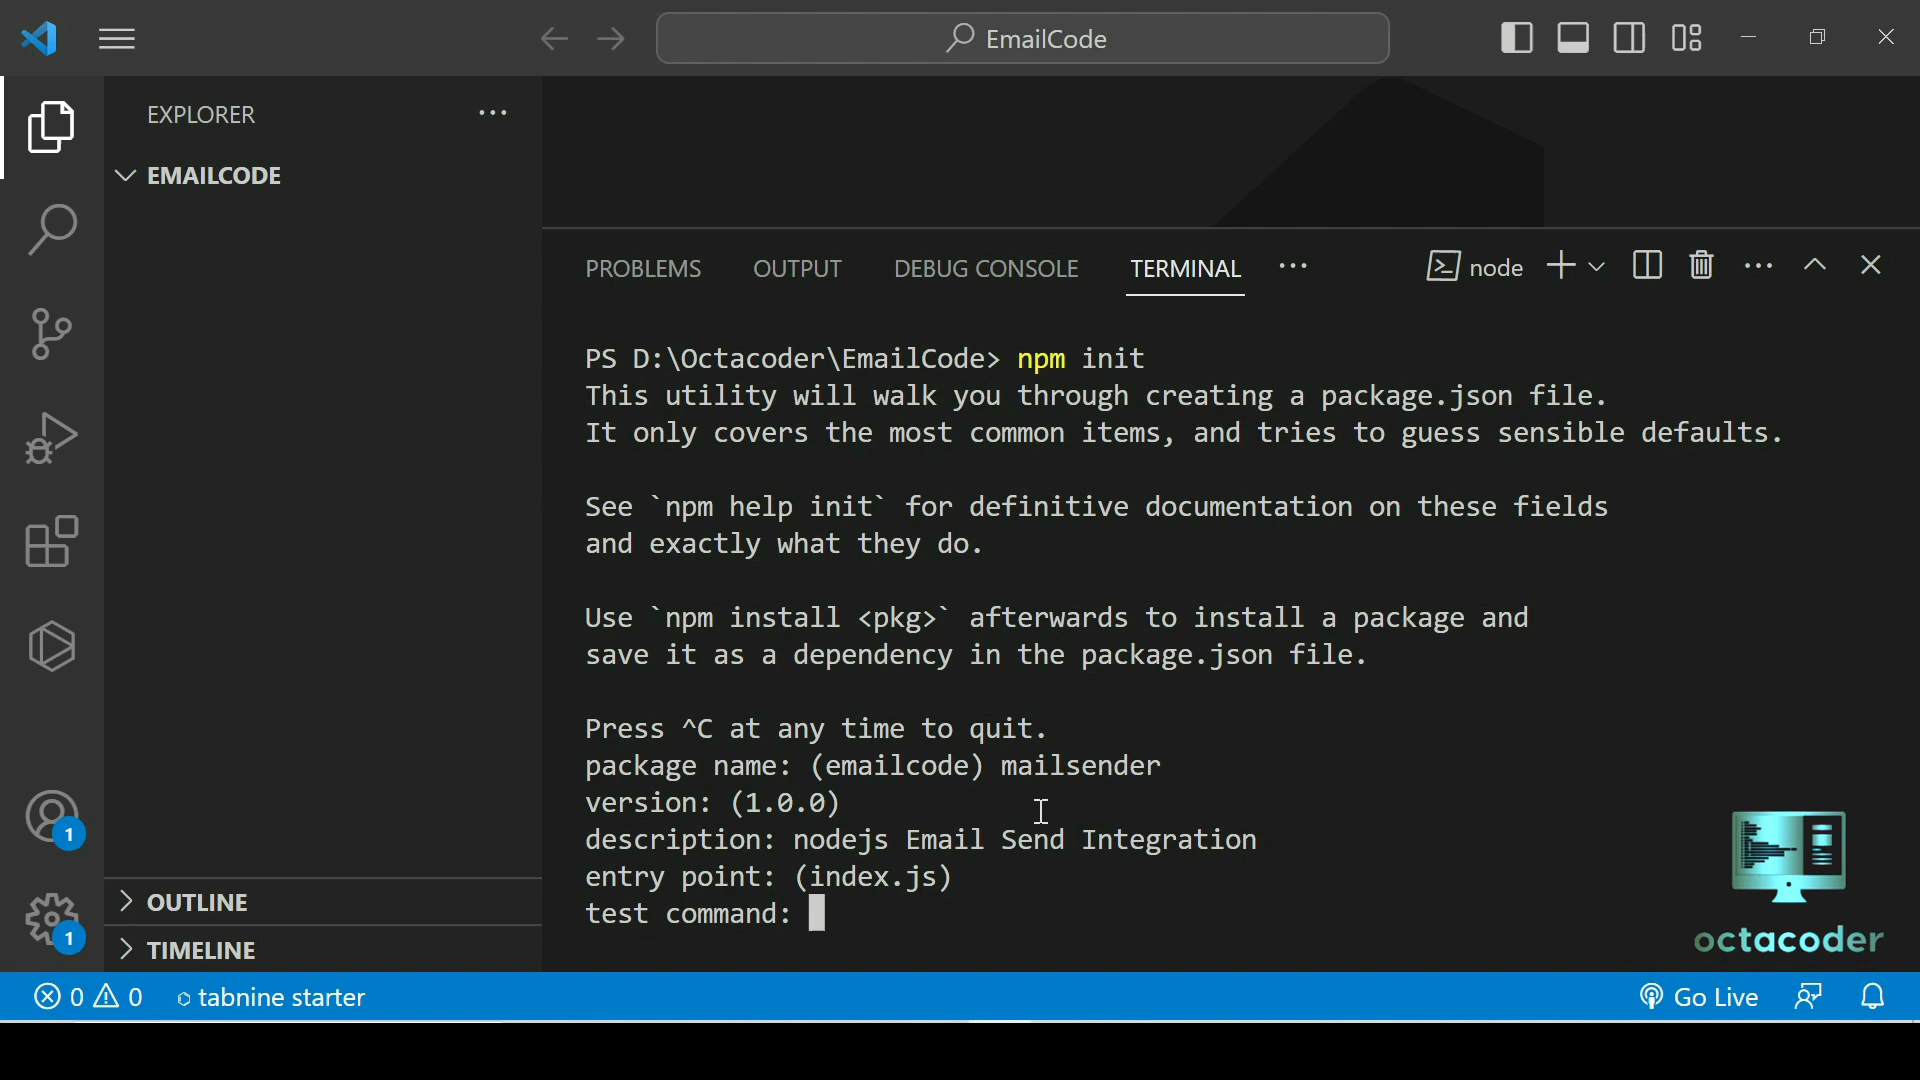 EmailCode
EXPLORER
EMAILCODE
PROBLEMS OUTPUT DEBUG CONSOLE TERMINAL node
PS D:\Octacoder\EmailCode> npm init
This utility will walk you through creating a package.json file.
It only covers the most common items, and tries to guess sensible defaults.
See `npm help init` for definitive documentation on these fields
and exactly what they do.
Use `npm install <pkg>` afterwards to install a package and
save it as a dependency in the package.json file.
Press ^C at any time to quit.
package name: (emailcode) mailsender
version: (1.0.0)
description: nodejs Email Send Integration
entry point: (index.js)
test command:
1
1
OUTLINE
TIMELINE
octacoder
0 0 tabnine starter Go Live